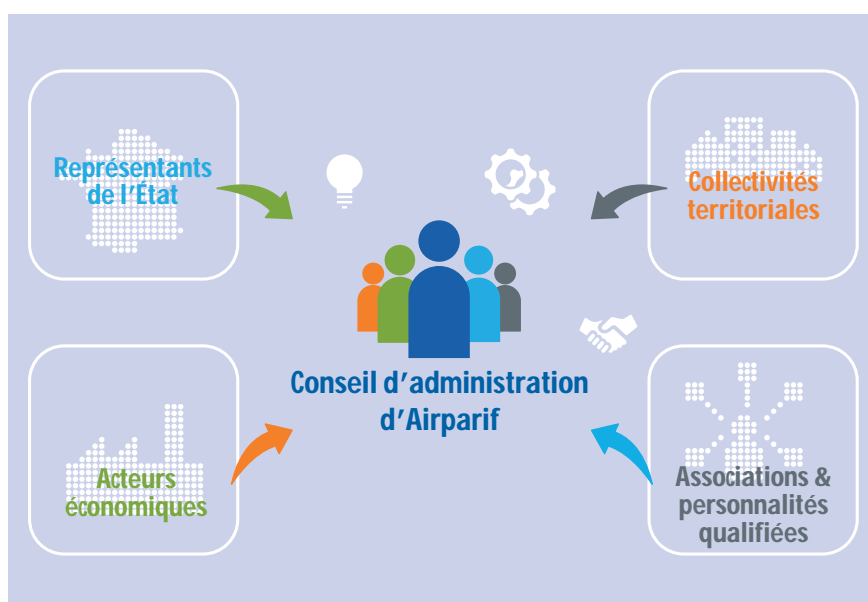 Représentants
de l'État
Collectivités
territoriales
Conseil d'administration
d'Airparif
Acteurs
économiques
Associations &
personnalités
qualifiées